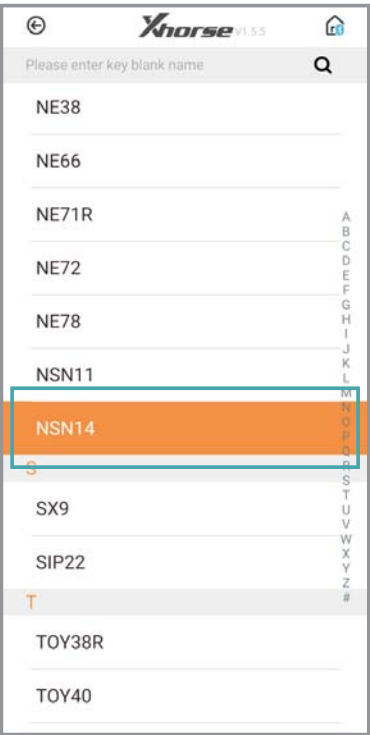 Xhorse V1.5.5
Please enter key blank name
NE38
NE66
NE71R
NE72
NE78
NSN11
NSN14
S
SX9
SIP22
T
TOY38R
TOY40
A
B
C
D
E
F
G
H
I
J
K
L
M
N
O
P
Q
R
S
T
U
V
W
X
Y
Z
#